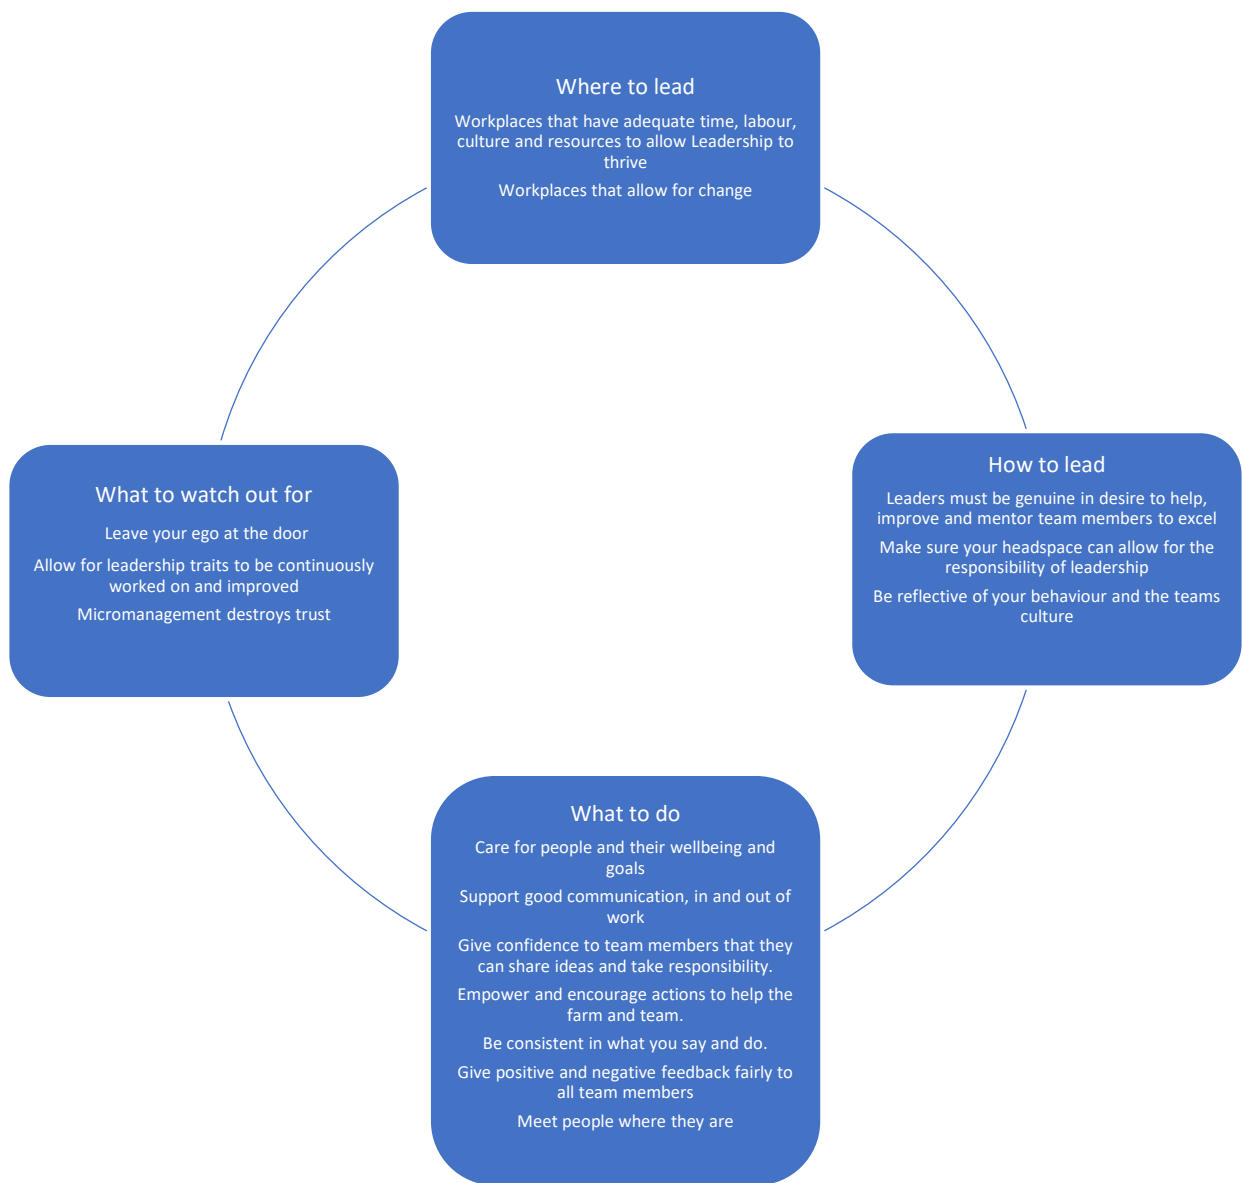 Where to lead
Workplaces that have adequate time, labour,
culture and resources to allow Leadership to
thrive
Workplaces that allow for change
How to lead
Leaders must be genuine in desire to help,
improve and mentor team members to excel
Make sure your headspace can allow for the
responsibility of leadership
Be reflective of your behaviour and the teams
culture
What to do
Care for people and their wellbeing and
goals
Support good communication, in and out of
work
Give confidence to team members that they
can share ideas and take responsibility.
Empower and encourage actions to help the
farm and team.
Be consistent in what you say and do.
Give positive and negative feedback fairly to
all team members
Meet people where they are
What to watch out for
Leave your ego at the door
Allow for leadership traits to be continuously
worked on and improved
Micromanagement destroys trust